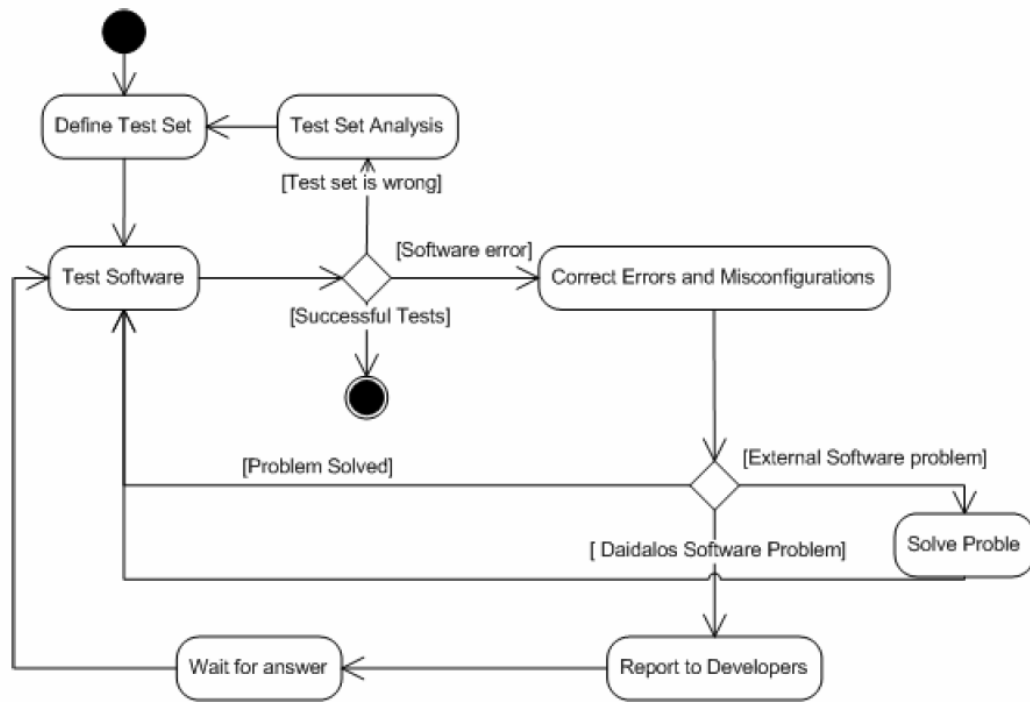 Define Test Set
Test Set Analysis
[Test set is wrong]
[Software error]
Test Software
Correct Errors and Misconfigurations
[Successful Tests]
[Problem Solved]
[External Software problem]
Solve Proble
[ Daidalos Software Problem]
Wait for answer
Report to Developers